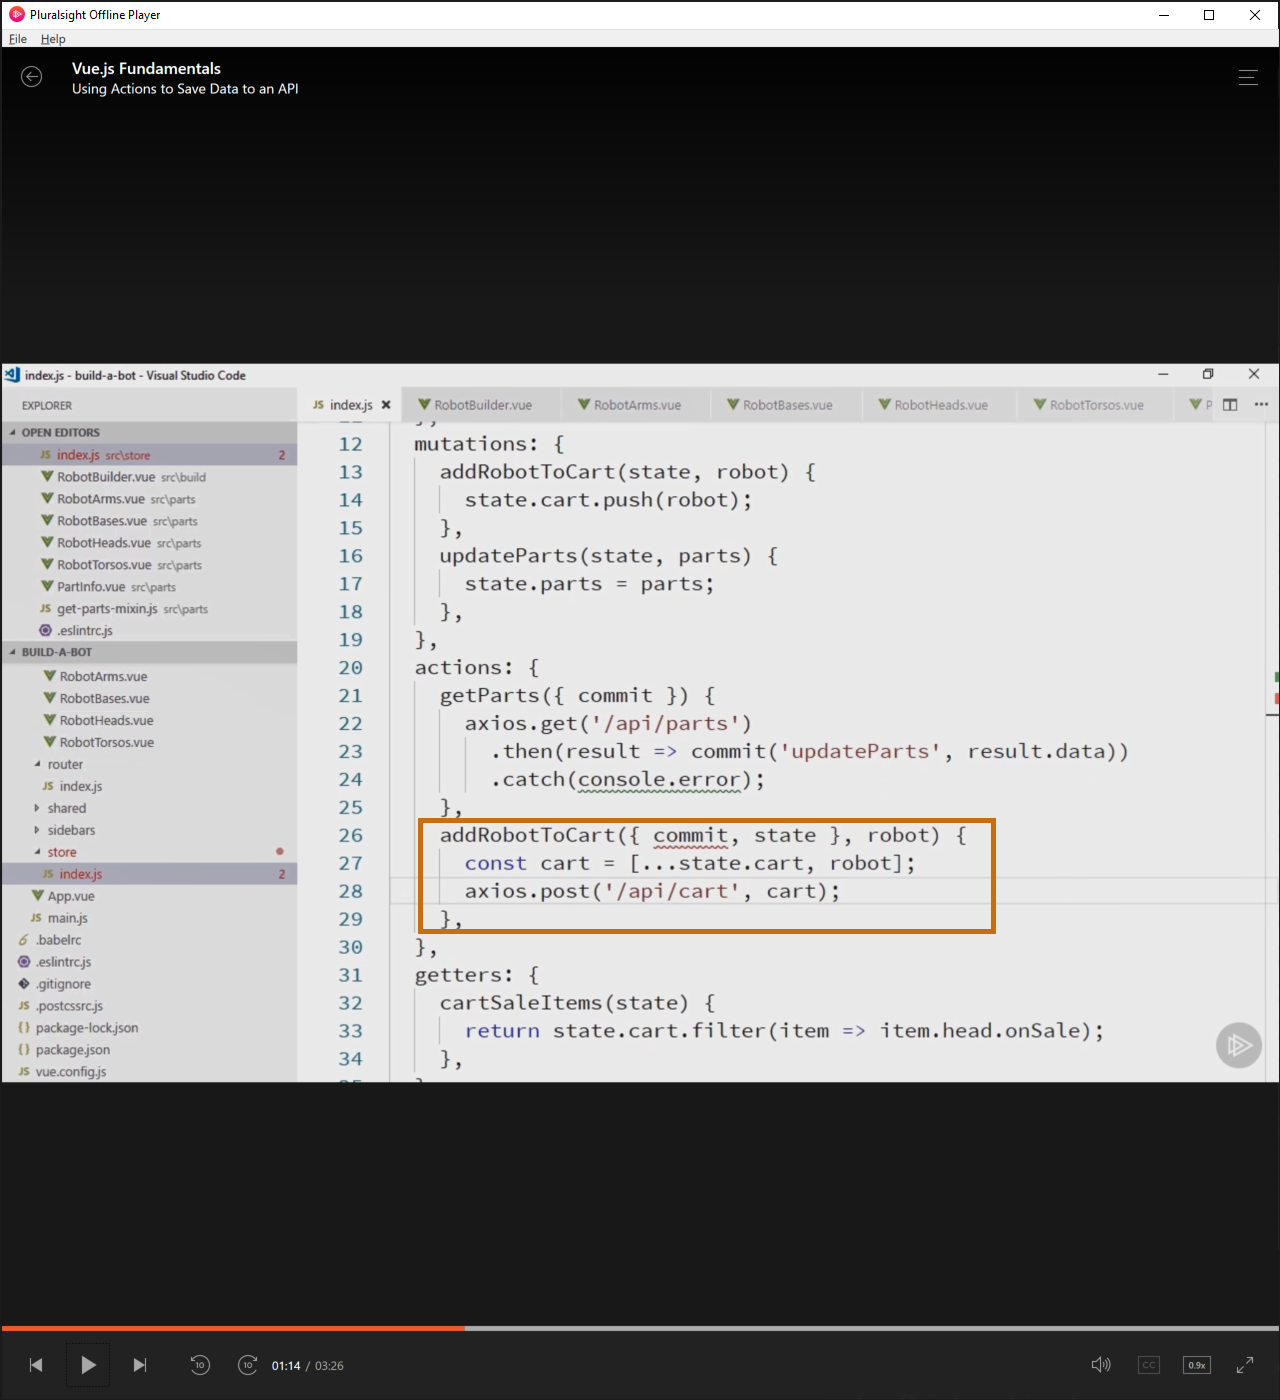 Pluralsight Offline Player
File Help
Vue.js Fundamentals
Using Actions to Save Data to an API
index.js - build-a-bot - Visual Studio Code
EXPLORER
OPEN EDITORS
JS index.js src\store 2
RobotBuilder.vue src\build
RobotArms.vue src\parts
RobotBases.vue src\parts
RobotHeads.vue src\parts
RobotTorsos.vue src\parts
PartInfo.vue src\parts
JS get-parts-mixin.js src\parts
.eslintrc.js
BUILD-A-BOT
RobotArms.vue
RobotBases.vue
RobotHeads.vue
RobotTorsos.vue
router
JS index.js
shared
sidebars
store
JS index.js 2
App.vue
JS main.js
.babelrc
.eslintrc.js
.gitignore
JS .postcssrc.js
{} package-lock.json
{} package.json
JS vue.config.js
JS index.js RobotBuilder.vue RobotArms.vue RobotBases.vue RobotHeads.vue RobotTorsos.vue P
12 mutations: {
13 addRobotToCart(state, robot) {
14 state.cart.push(robot);
15 },
16 updateParts(state, parts) {
17 state.parts = parts;
18 },
19 },
20 actions: {
21 getParts({ commit }) {
22 axios.get('/api/parts')
23 .then(result => commit('updateParts', result.data))
24 .catch(console.error);
25 },
26 addRobotToCart({ commit, state }, robot) {
27 const cart = [...state.cart, robot];
28 axios.post('/api/cart', cart);
29 },
30 },
31 getters: {
32 cartSaleItems(state) {
33 return state.cart.filter(item => item.head.onSale);
34 },
10 10 01:14 / 03:26 CC 0.9x